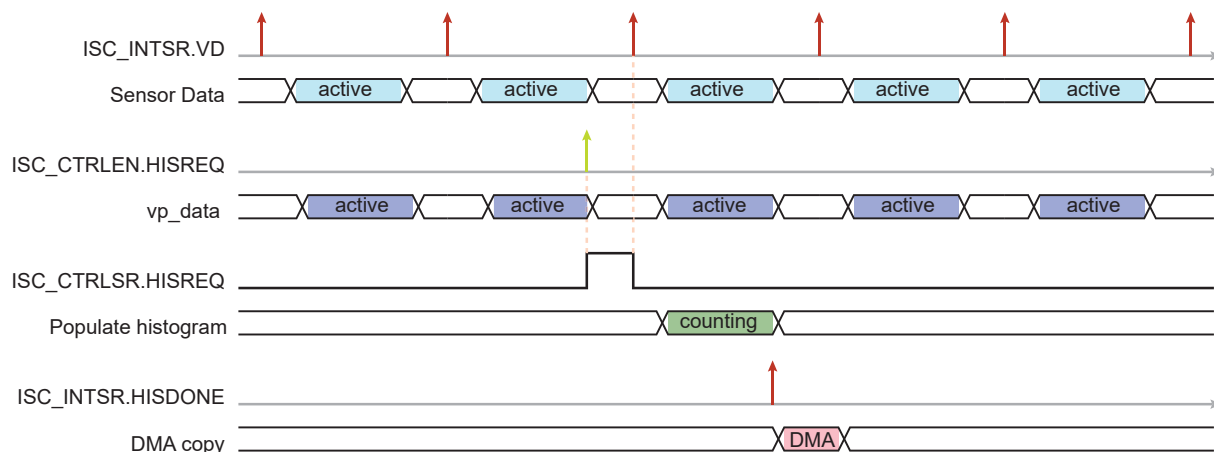 ISC_INTSR.VD
Sensor Data active active active active active
ISC_CTRLEN.HISREQ
vp_data active active active active active
ISC_CTRLSR.HISREQ
Populate histogram counting
ISC_INTSR.HISDONE
DMA copy DMA